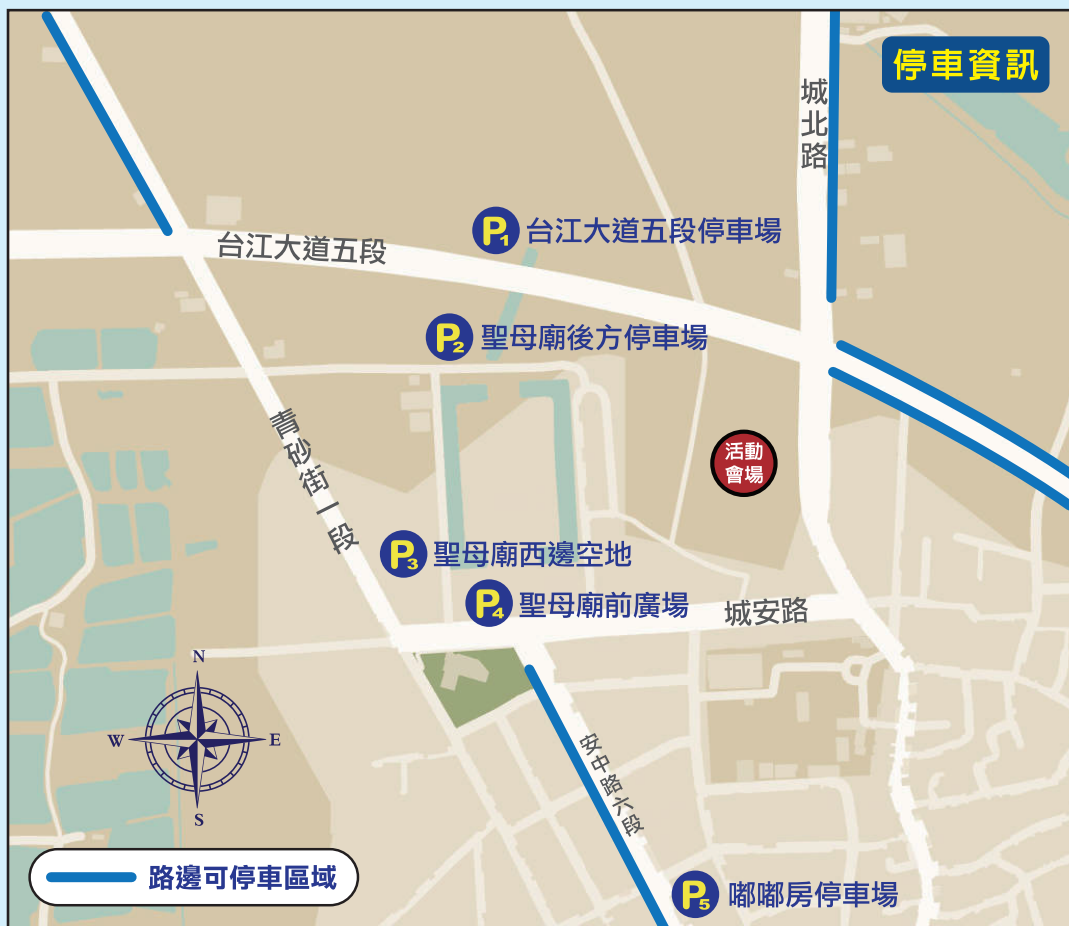 停車資訊
城北路
P1 台江大道五段停車場
台江大道五段
P2 聖母廟後方停車場
青砂街一段
活動
會場
P3 聖母廟西邊空地
P4 聖母廟前廣場
城安路
N
W
E
S
安中路六段
路邊可停車區域
P5 嘟嘟房停車場